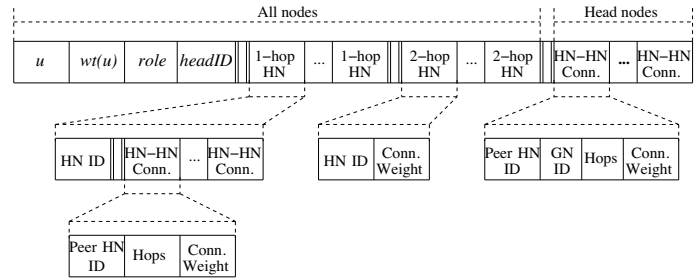 All nodes
Head nodes
u wt(u) role headID 1−hop HN ... 1−hop HN 2−hop HN ... 2−hop HN HN−HN Conn. ... HN−HN Conn.
HN ID HN−HN Conn. ... HN−HN Conn.
HN ID Conn. Weight
Peer HN ID GN ID Hops Conn. Weight
Peer HN ID Hops Conn. Weight